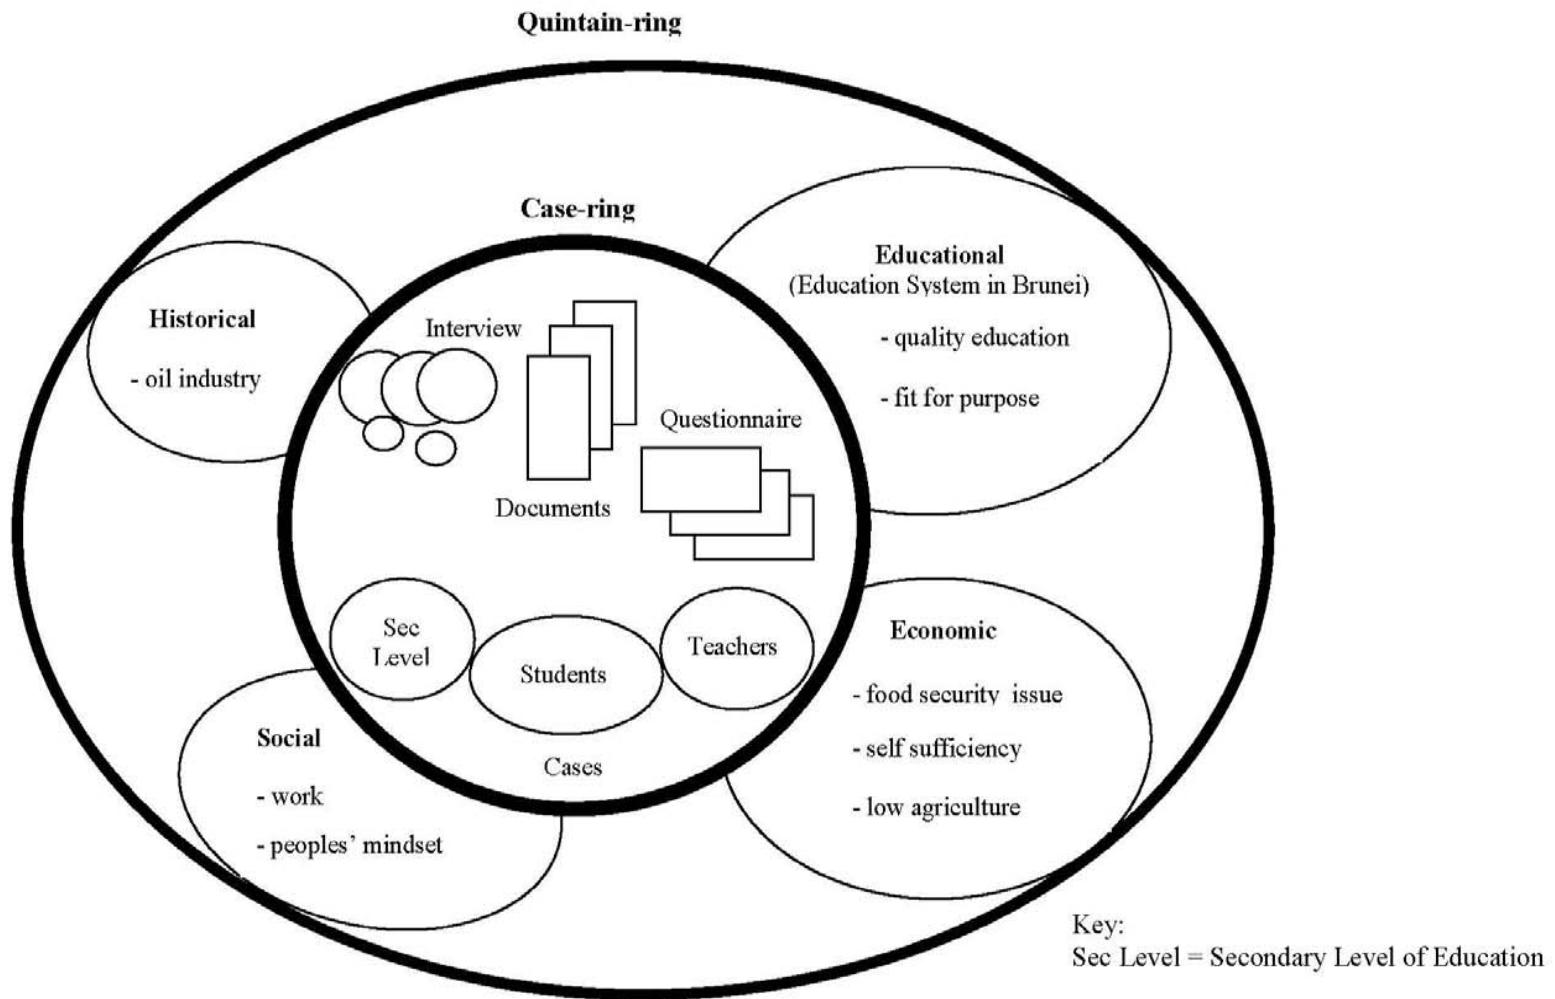 Quintain-ring
Case-ring
Historical
- oil industry
Educational
(Education System in Brunei)
- quality education
- fit for purpose
Interview
Documents
Questionnaire
Sec
Level
Students
Teachers
Cases
Social
- work
- peoples’ mindset
Economic
- food security issue
- self sufficiency
- low agriculture
Key:
Sec Level = Secondary Level of Education